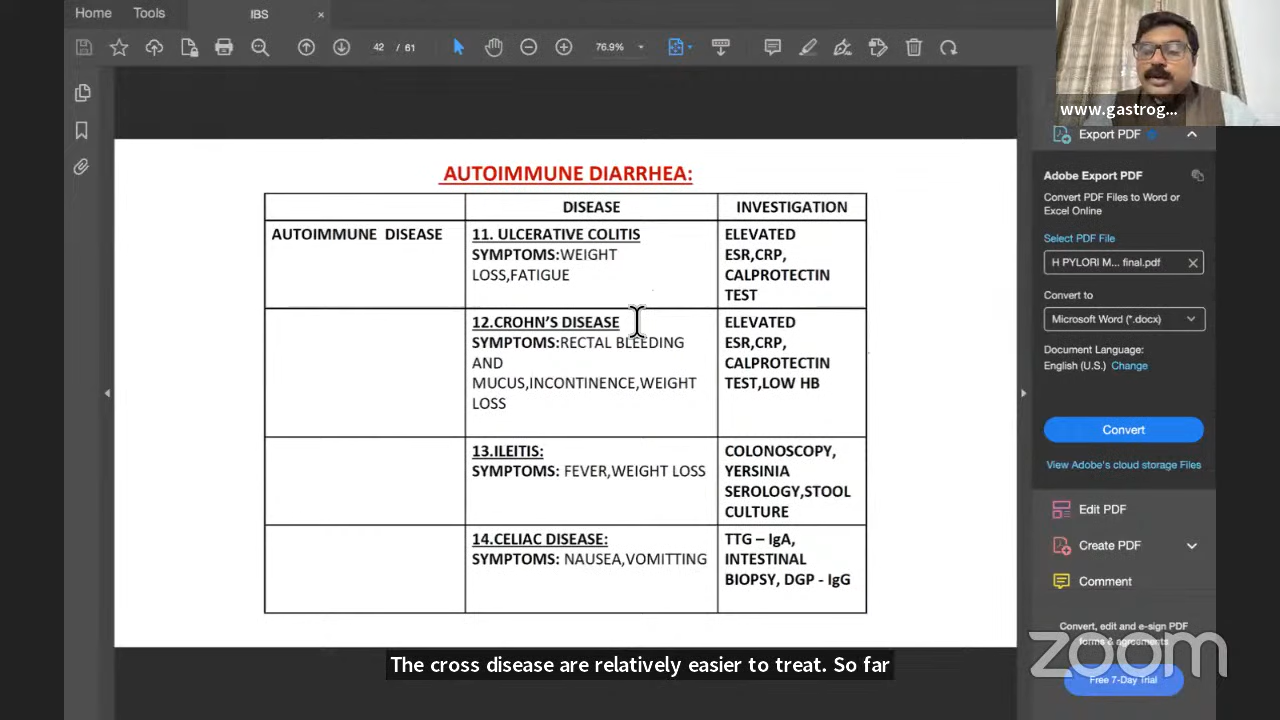 Home Tools IBS ×
42 / 61 76.9%
www.gastrog...
Export PDF
Adobe Export PDF
Convert PDF Files to Word or
Excel Online
Select PDF File
H PYLORI M... final.pdf
Convert to
Microsoft Word (*.docx)
Document Language:
English (U.S.) Change
Convert
View Adobe's cloud storage Files
Edit PDF
Create PDF
Comment
Convert, edit and e-sign PDF
forms & agreements
Free 7-Day Trial
zoom
AUTOIMMUNE DIARRHEA:
DISEASE INVESTIGATION
AUTOIMMUNE DISEASE
11. ULCERATIVE COLITIS
SYMPTOMS:WEIGHT
LOSS,FATIGUE
ELEVATED
ESR,CRP,
CALPROTECTIN
TEST
12.CROHN'S DISEASE
SYMPTOMS:RECTAL BLEEDING
AND
MUCUS,INCONTINENCE,WEIGHT
LOSS
ELEVATED
ESR,CRP,
CALPROTECTIN
TEST,LOW HB
13.ILEITIS:
SYMPTOMS: FEVER,WEIGHT LOSS
COLONOSCOPY,
YERSINIA
SEROLOGY,STOOL
CULTURE
14.CELIAC DISEASE:
SYMPTOMS: NAUSEA,VOMITTING
TTG – IgA,
INTESTINAL
BIOPSY, DGP - IgG
The cross disease are relatively easier to treat. So far